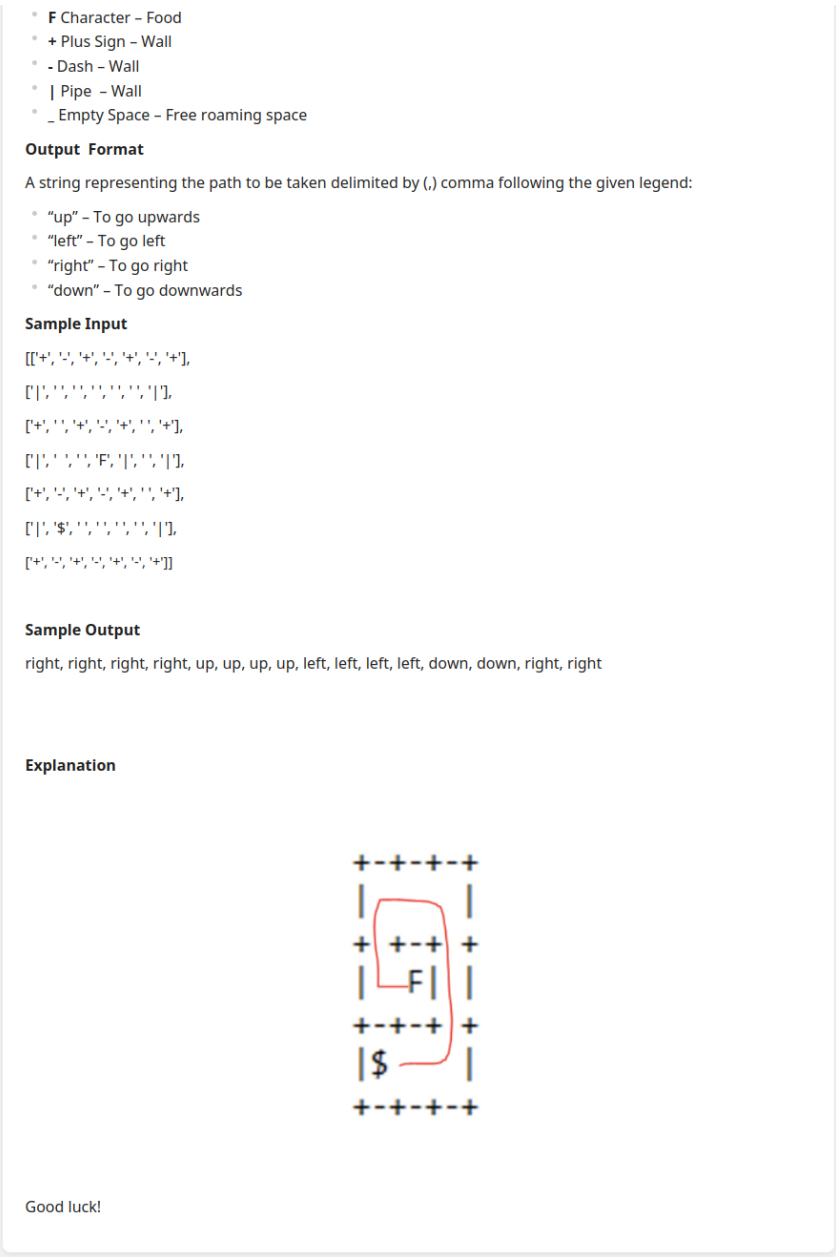 F Character – Food
+ Plus Sign – Wall
- Dash – Wall
| Pipe  – Wall
_ Empty Space – Free roaming space
Output  Format
A string representing the path to be taken delimited by (,) comma following the given legend:
“up” – To go upwards
“left” – To go left
“right” – To go right
“down” – To go downwards
Sample Input
[['+', '-', '+', '-', '+', '-', '+'],
['|', ' ', ' ', ' ', ' ', ' ', '|'],
['+', ' ', '+', '-', '+', ' ', '+'],
['|', '  ', ' ', 'F', '|', ' ', '|'],
['+', '-', '+', '-', '+', ' ', '+'],
['|', '$', ' ', ' ', ' ', ' ', '|'],
['+', '-', '+', '-', '+', '-', '+']]
Sample Output
right, right, right, right, up, up, up, up, left, left, left, left, down, down, right, right
Explanation
+-+-+-+
|     |
+ +-+ +
|  F| |
+-+-+ +
|$    |
+-+-+-+
Good luck!